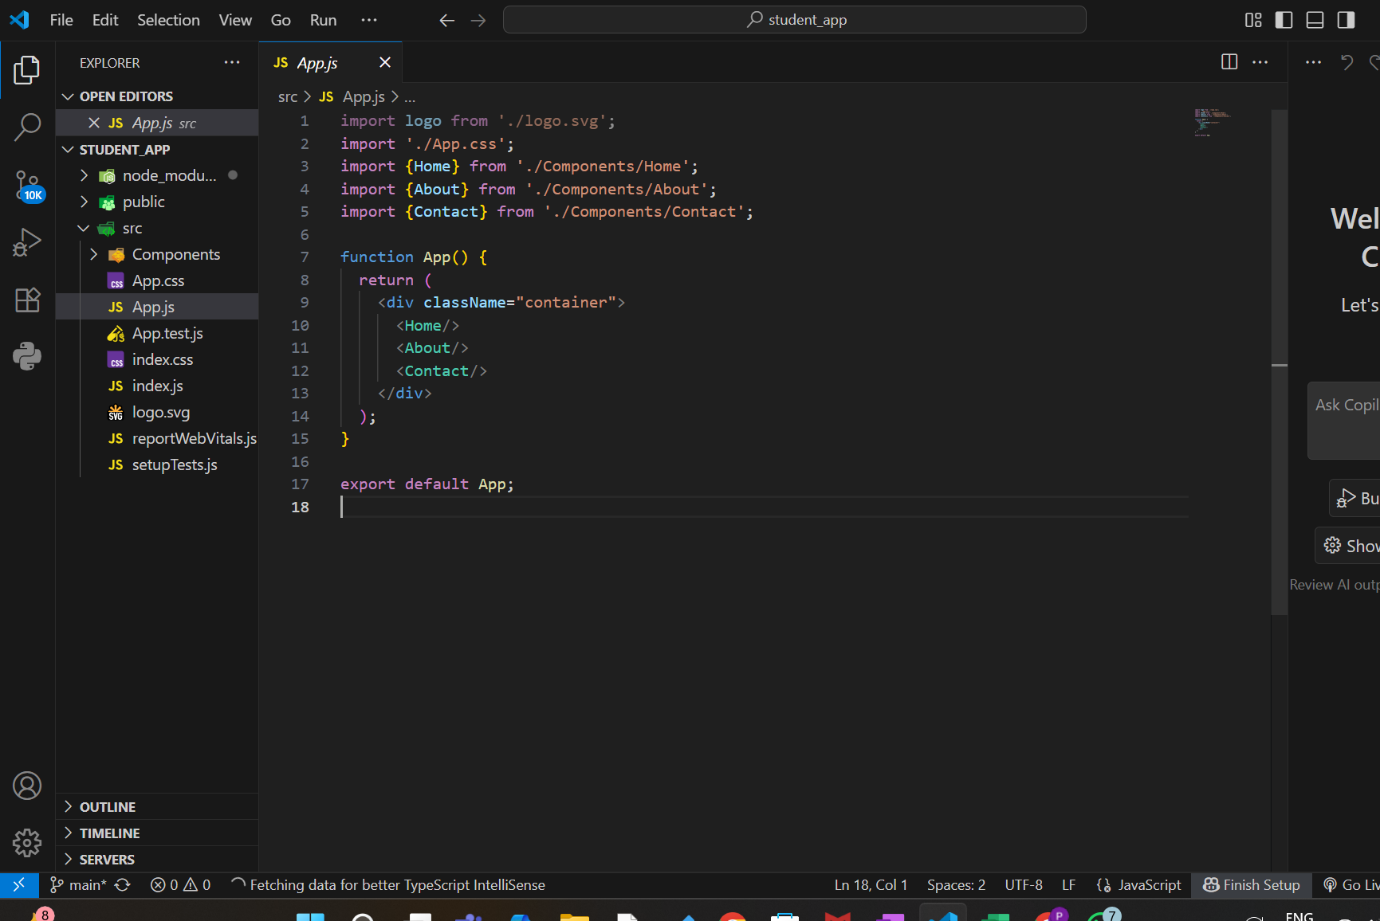 File Edit Selection View Go Run ··· student_app
EXPLORER ···
OPEN EDITORS
JS App.js src
STUDENT_APP
node_modu...
public
src
Components
css App.css
JS App.js
App.test.js
css index.css
JS index.js
SVG logo.svg
JS reportWebVitals.js
JS setupTests.js
OUTLINE
TIMELINE
SERVERS
10K
JS App.js
src > JS App.js > ...
1 import logo from './logo.svg';
2 import './App.css';
3 import {Home} from './Components/Home';
4 import {About} from './Components/About';
5 import {Contact} from './Components/Contact';
6
7 function App() {
8 return (
9 <div className="container">
10 <Home/>
11 <About/>
12 <Contact/>
13 </div>
14 );
15 }
16
17 export default App;
18
Wel
C
Let's
Ask Copil
Bu
Show
Review AI outp
main* 0 0 Fetching data for better TypeScript IntelliSense Ln 18, Col 1 Spaces: 2 UTF-8 LF {} JavaScript Finish Setup Go Liv
8 P 7 ENG